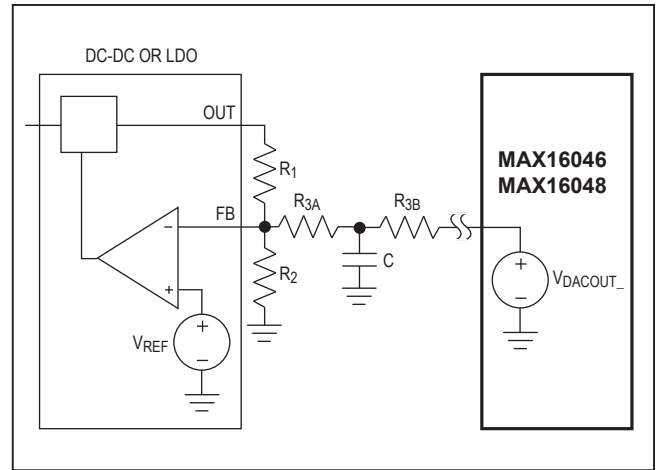 DC-DC OR LDO
OUT
R1
MAX16046
MAX16048
R3A
R3B
FB
−
C
R2
+
VDACOUT_
−
+
+
VREF
−